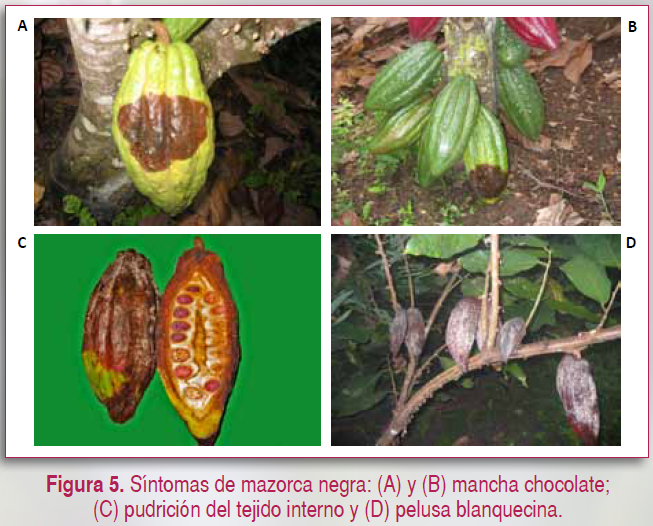 A
B
C
D
Figura 5. Síntomas de mazorca negra: (A) y (B) mancha chocolate;
(C) pudrición del tejido interno y (D) pelusa blanquecina.